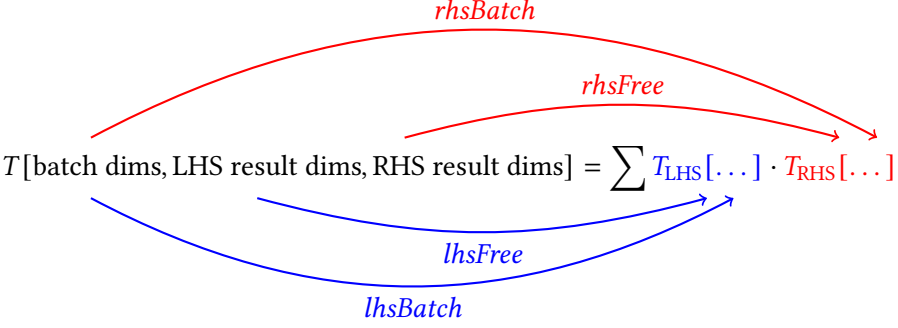 rhsBatch
rhsFree
T[batch dims, LHS result dims, RHS result dims] = ∑ T_LHS[...] · T_RHS[...]
lhsFree
lhsBatch